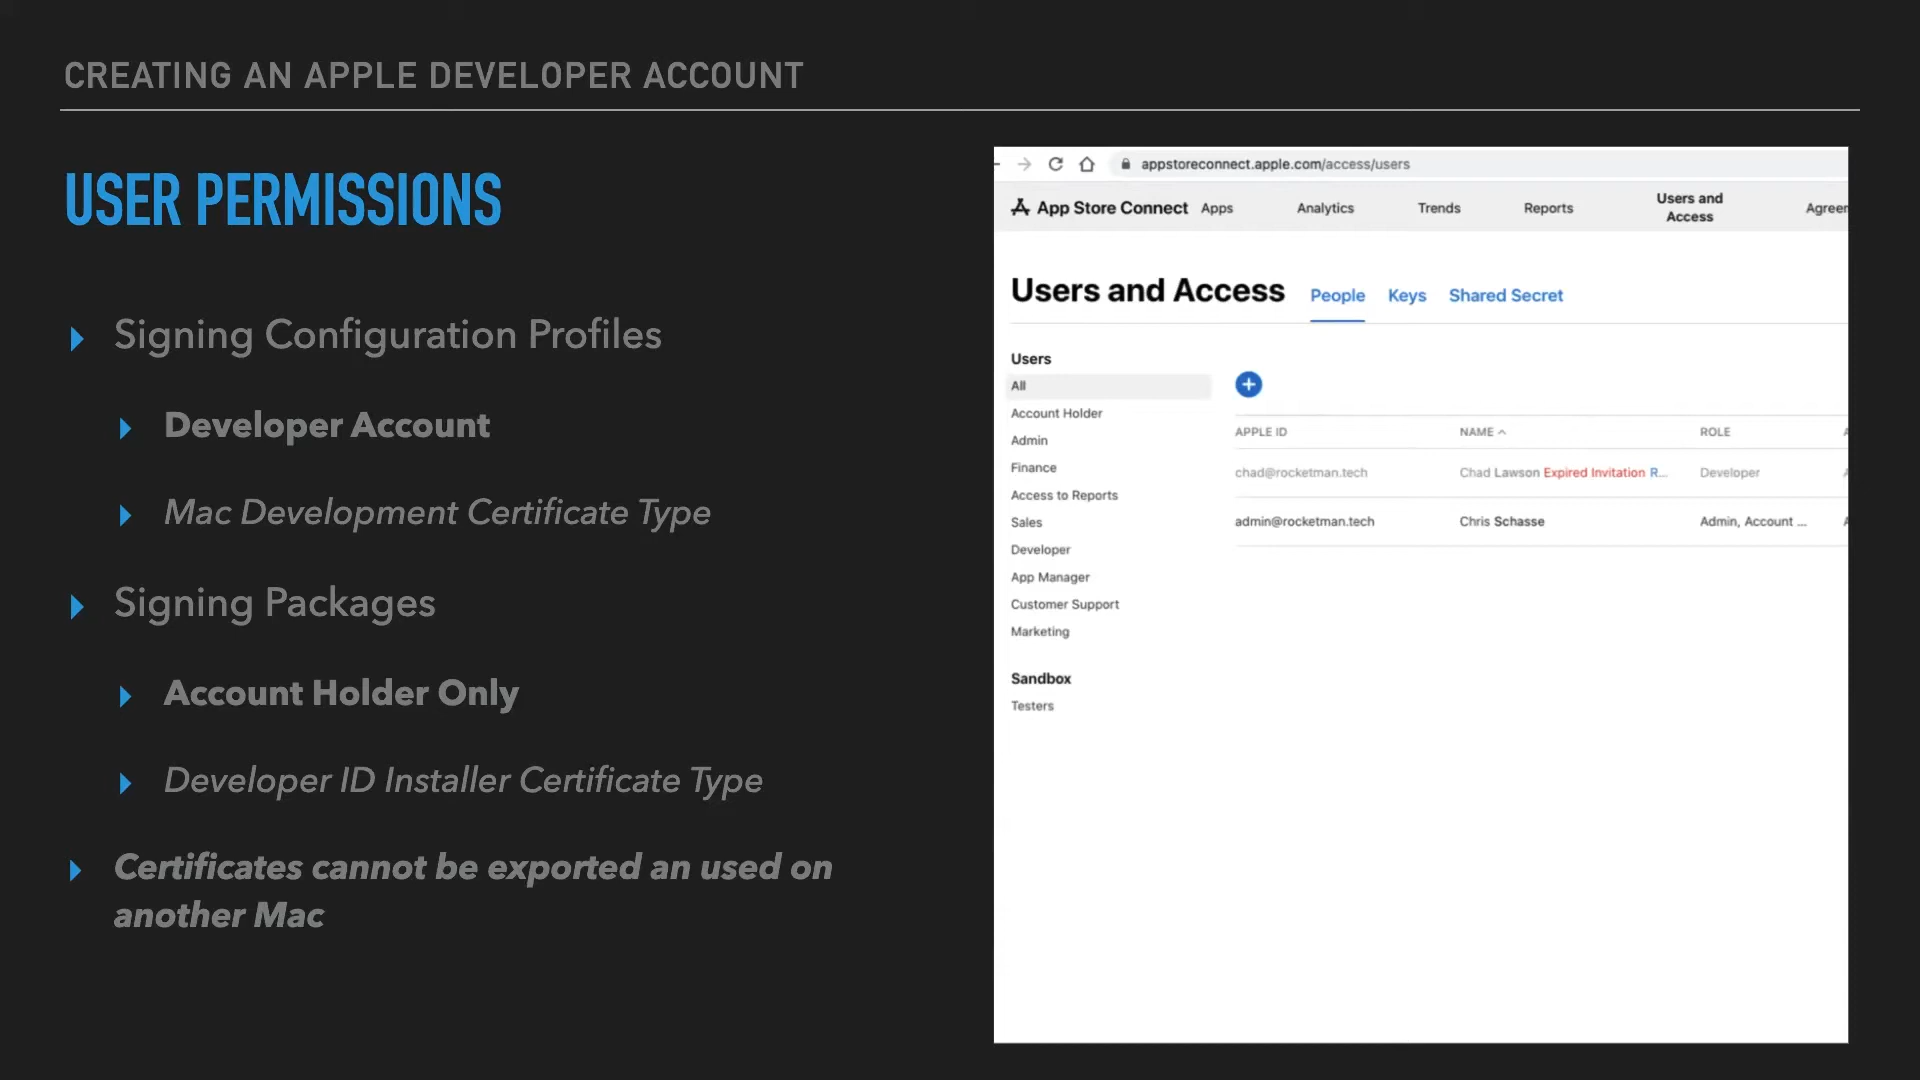 CREATING AN APPLE DEVELOPER ACCOUNT
USER PERMISSIONS
Signing Configuration Profiles
Developer Account
Mac Development Certificate Type
Signing Packages
Account Holder Only
Developer ID Installer Certificate Type
Certificates cannot be exported an used on
another Mac
appstoreconnect.apple.com/access/users
App Store Connect Apps Analytics Trends Reports Users and Access Agreer
Users and Access People Keys Shared Secret
Users
All
Account Holder
Admin
Finance
Access to Reports
Sales
Developer
App Manager
Customer Support
Marketing
Sandbox
Testers
APPLE ID NAME ROLE
chad@rocketman.tech Chad Lawson Expired Invitation R... Developer
admin@rocketman.tech Chris Schasse Admin, Account ...